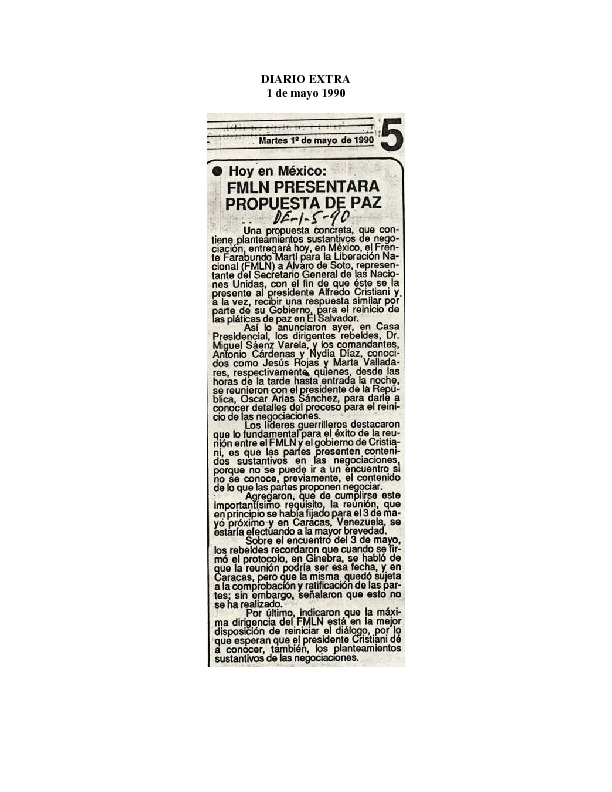 DIARIO EXTRA
1 de mayo 1990
Martes 1º de mayo de 1990 5
● Hoy en México:
FMLN PRESENTARA
PROPUESTA DE PAZ
DE-1-5-90
Una propuesta concreta, que con-
tiene planteamientos sustantivos de nego-
ciación, entregará hoy, en México, el Fren-
te Farabundo Martí para la Liberación Na-
cional (FMLN) a Alvaro de Soto, represen-
tante del Secretario General de las Nacio-
nes Unidas, con el fin de que éste se la
presente al presidente Alfredo Cristiani y,
a la vez, recibir una respuesta similar por
parte de su Gobierno, para el reinicio de
las pláticas de paz en El Salvador.
Así lo anunciaron ayer, en Casa
Presidencial, los dirigentes rebeldes, Dr.
Miguel Sáenz Varela, y los comandantes,
Antonio Cárdenas y Nydia Díaz, conoci-
dos como Jesús Rojas y Marta Vallada-
res, respectivamente, quienes, desde las
horas de la tarde hasta entrada la noche,
se reunieron con el presidente de la Repú-
blica, Oscar Arias Sánchez, para darle a
conocer detalles del proceso para el reini-
cio de las negociaciones.
Los líderes guerrilleros destacaron
que lo fundamental para el éxito de la reu-
nión entre el FMLN y el gobierno de Cristia-
ni, es que las partes presenten conteni-
dos sustantivos en las negociaciones,
porque no se puede ir a un encuentro si
no se conoce, previamente, el contenido
de lo que las partes proponen negociar.
Agregaron, que de cumplirse este
importantísimo requisito, la reunión, que
en principio se había fijado para el 3 de ma-
yo próximo y en Caracas, Venezuela, se
estaría efectuando a la mayor brevedad.
Sobre el encuentro del 3 de mayo,
los rebeldes recordaron que cuando se fir-
mó el protocolo, en Ginebra, se habló de
que la reunión podría ser esa fecha, y en
Caracas, pero que la misma quedó sujeta
a la comprobación y ratificación de las par-
tes; sin embargo, señalaron que esto no
se ha realizado.
Por último, indicaron que la máxi-
ma dirigencia del FMLN está en la mejor
disposición de reiniciar el diálogo, por lo
que esperan que el presidente Cristiani dé
a conocer, también, los planteamientos
sustantivos de las negociaciones.